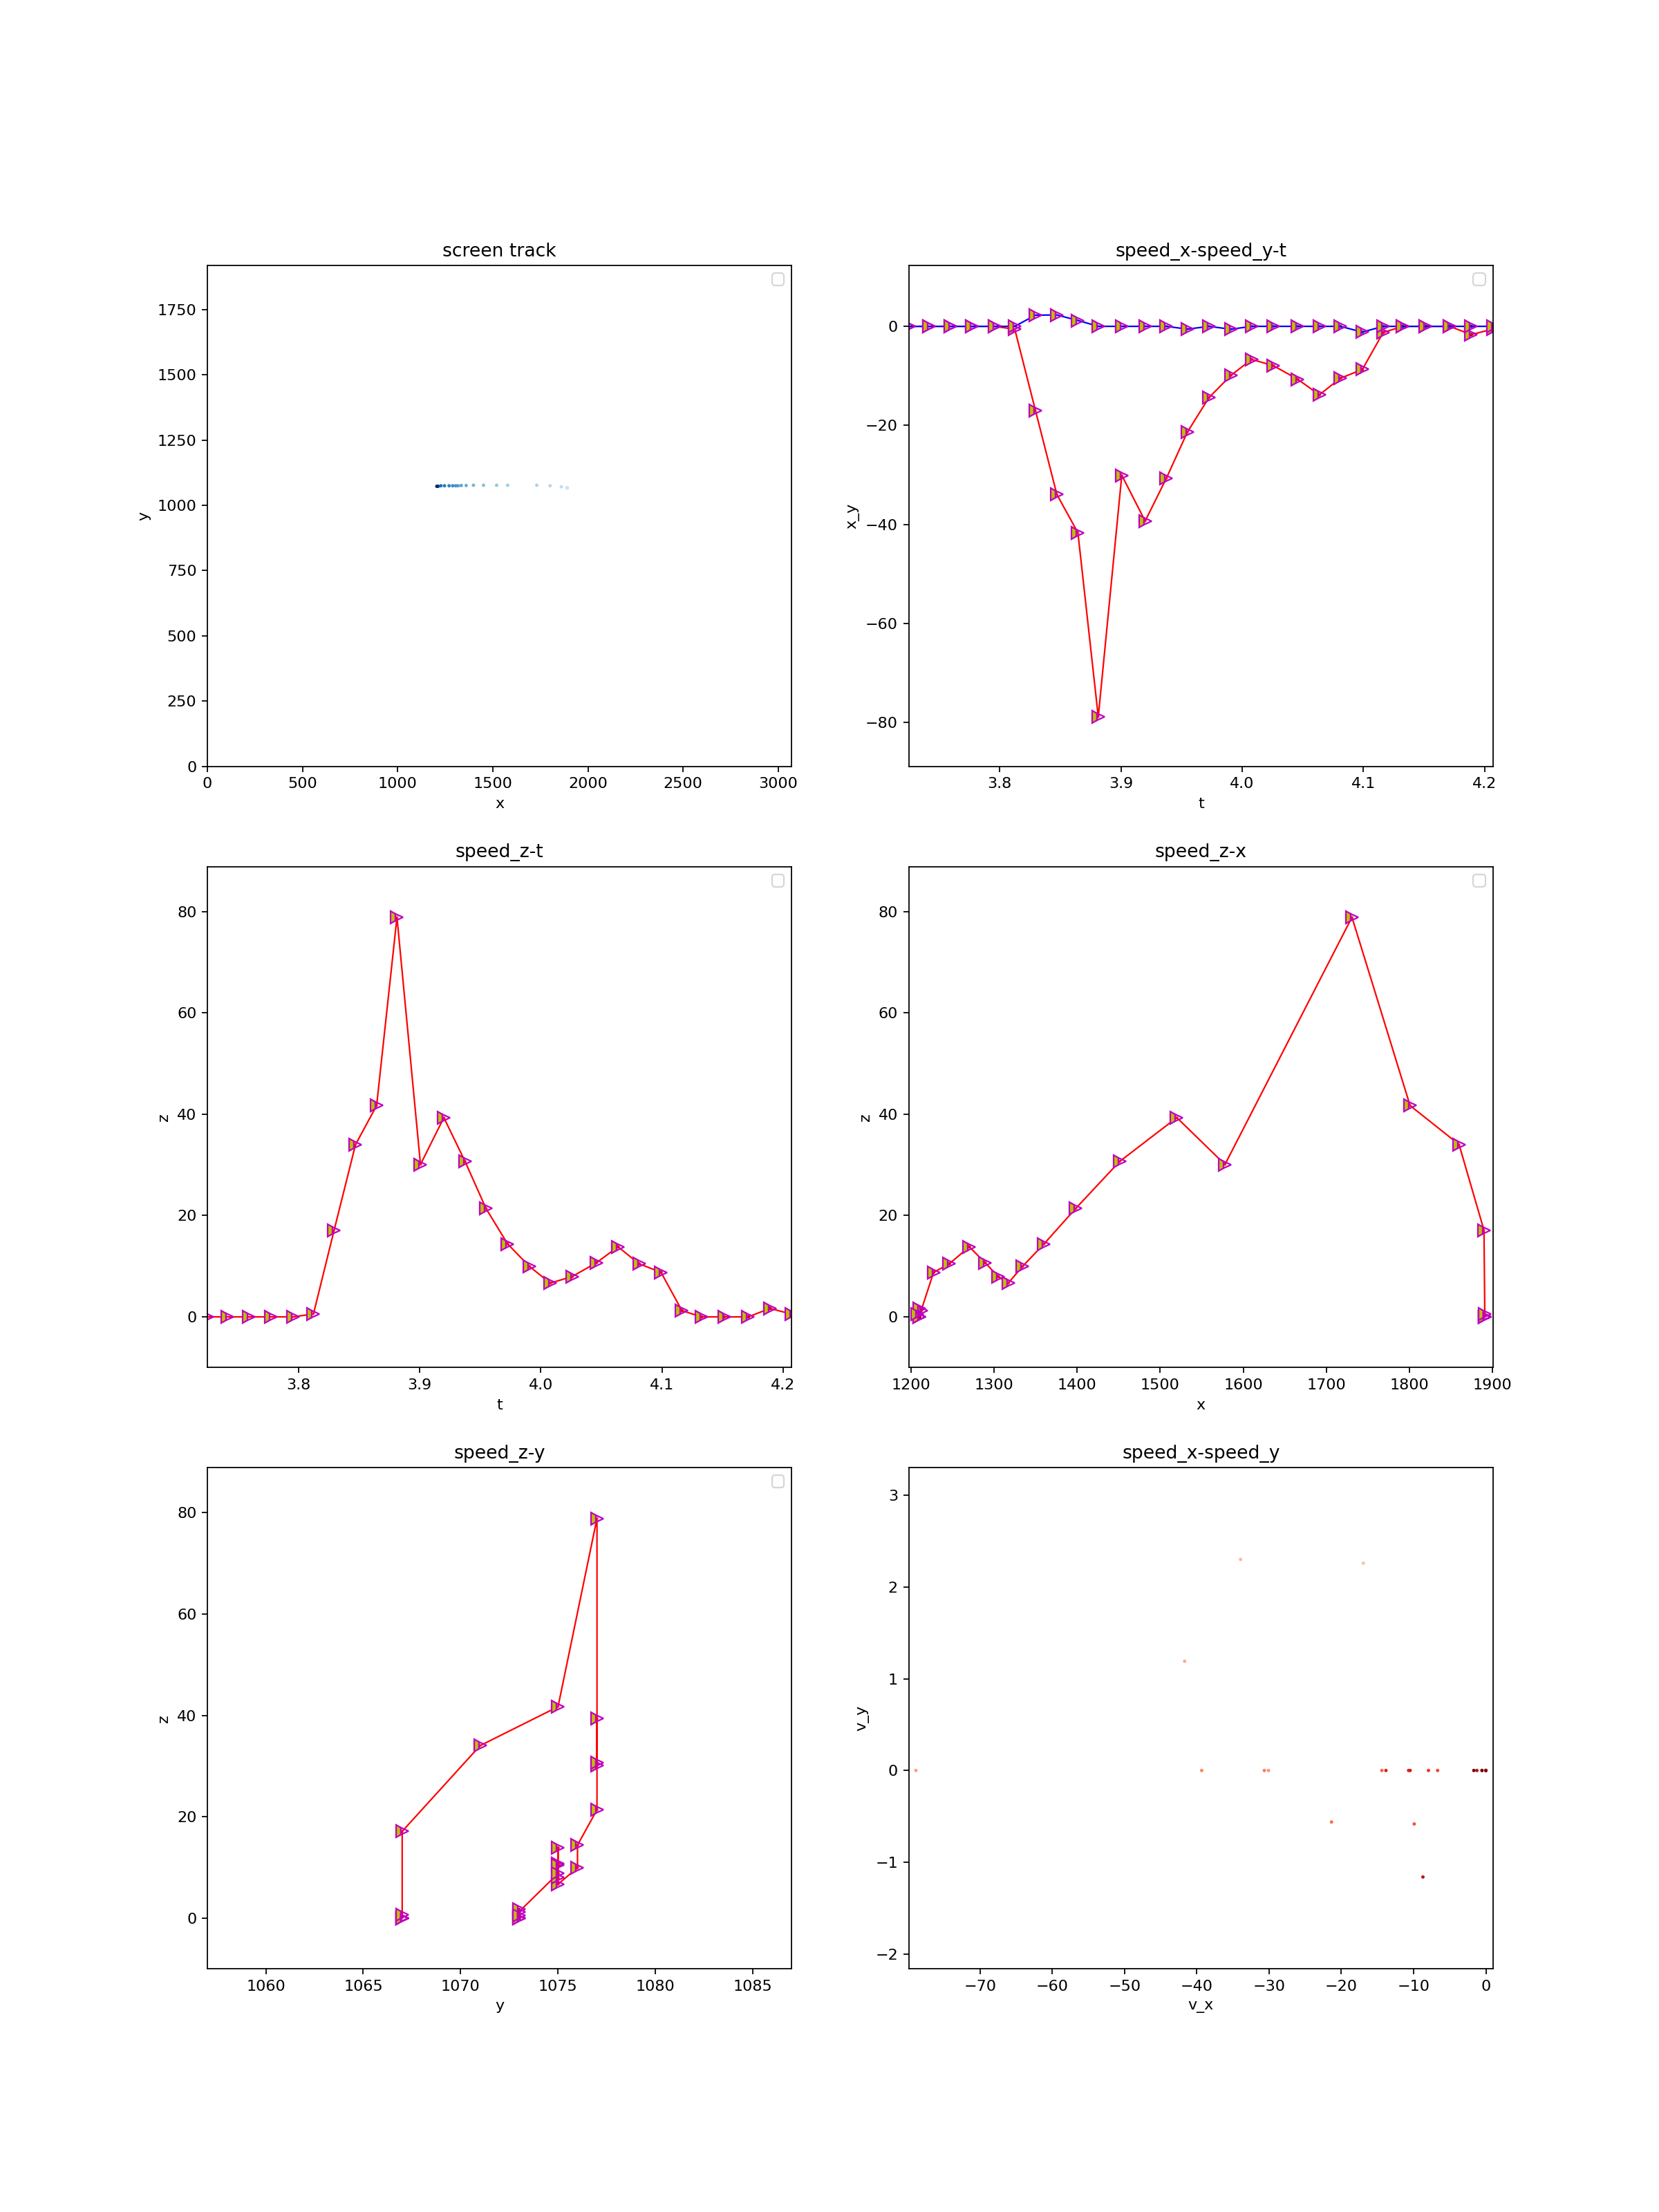 screen track
1750
1500
1250
1000
750
500
250
0
y
0 500 1000 1500 2000 2500 3000
x
speed_x-speed_y-t
0
−20
−40
−60
−80
x_y
3.8 3.9 4.0 4.1 4.2
t
speed_z-t
80
60
40
20
0
z
3.8 3.9 4.0 4.1 4.2
t
speed_z-x
80
60
40
20
0
z
1200 1300 1400 1500 1600 1700 1800 1900
x
speed_z-y
80
60
40
20
0
z
1060 1065 1070 1075 1080 1085
y
speed_x-speed_y
3
2
1
0
−1
−2
v_y
−70 −60 −50 −40 −30 −20 −10 0
v_x